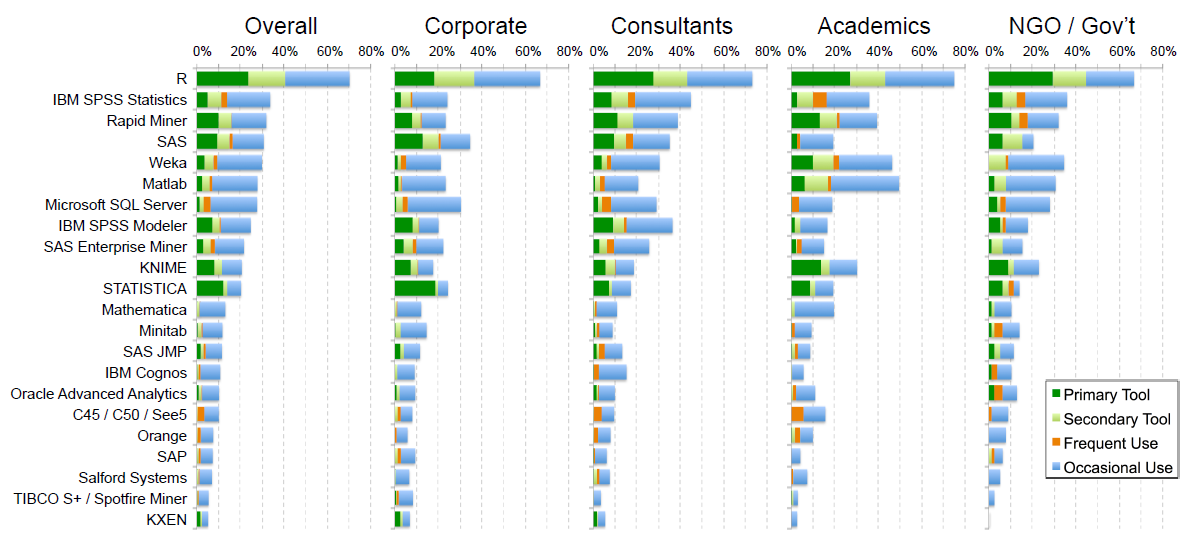 Overall Corporate Consultants Academics NGO / Gov't
0% 20% 40% 60% 80% 0% 20% 40% 60% 80% 0% 20% 40% 60% 80% 0% 20% 40% 60% 80% 0% 20% 40% 60% 80%
R
IBM SPSS Statistics
Rapid Miner
SAS
Weka
Matlab
Microsoft SQL Server
IBM SPSS Modeler
SAS Enterprise Miner
KNIME
STATISTICA
Mathematica
Minitab
SAS JMP
IBM Cognos
Oracle Advanced Analytics
C45 / C50 / See5
Orange
SAP
Salford Systems
TIBCO S+ / Spotfire Miner
KXEN
Primary Tool
Secondary Tool
Frequent Use
Occasional Use